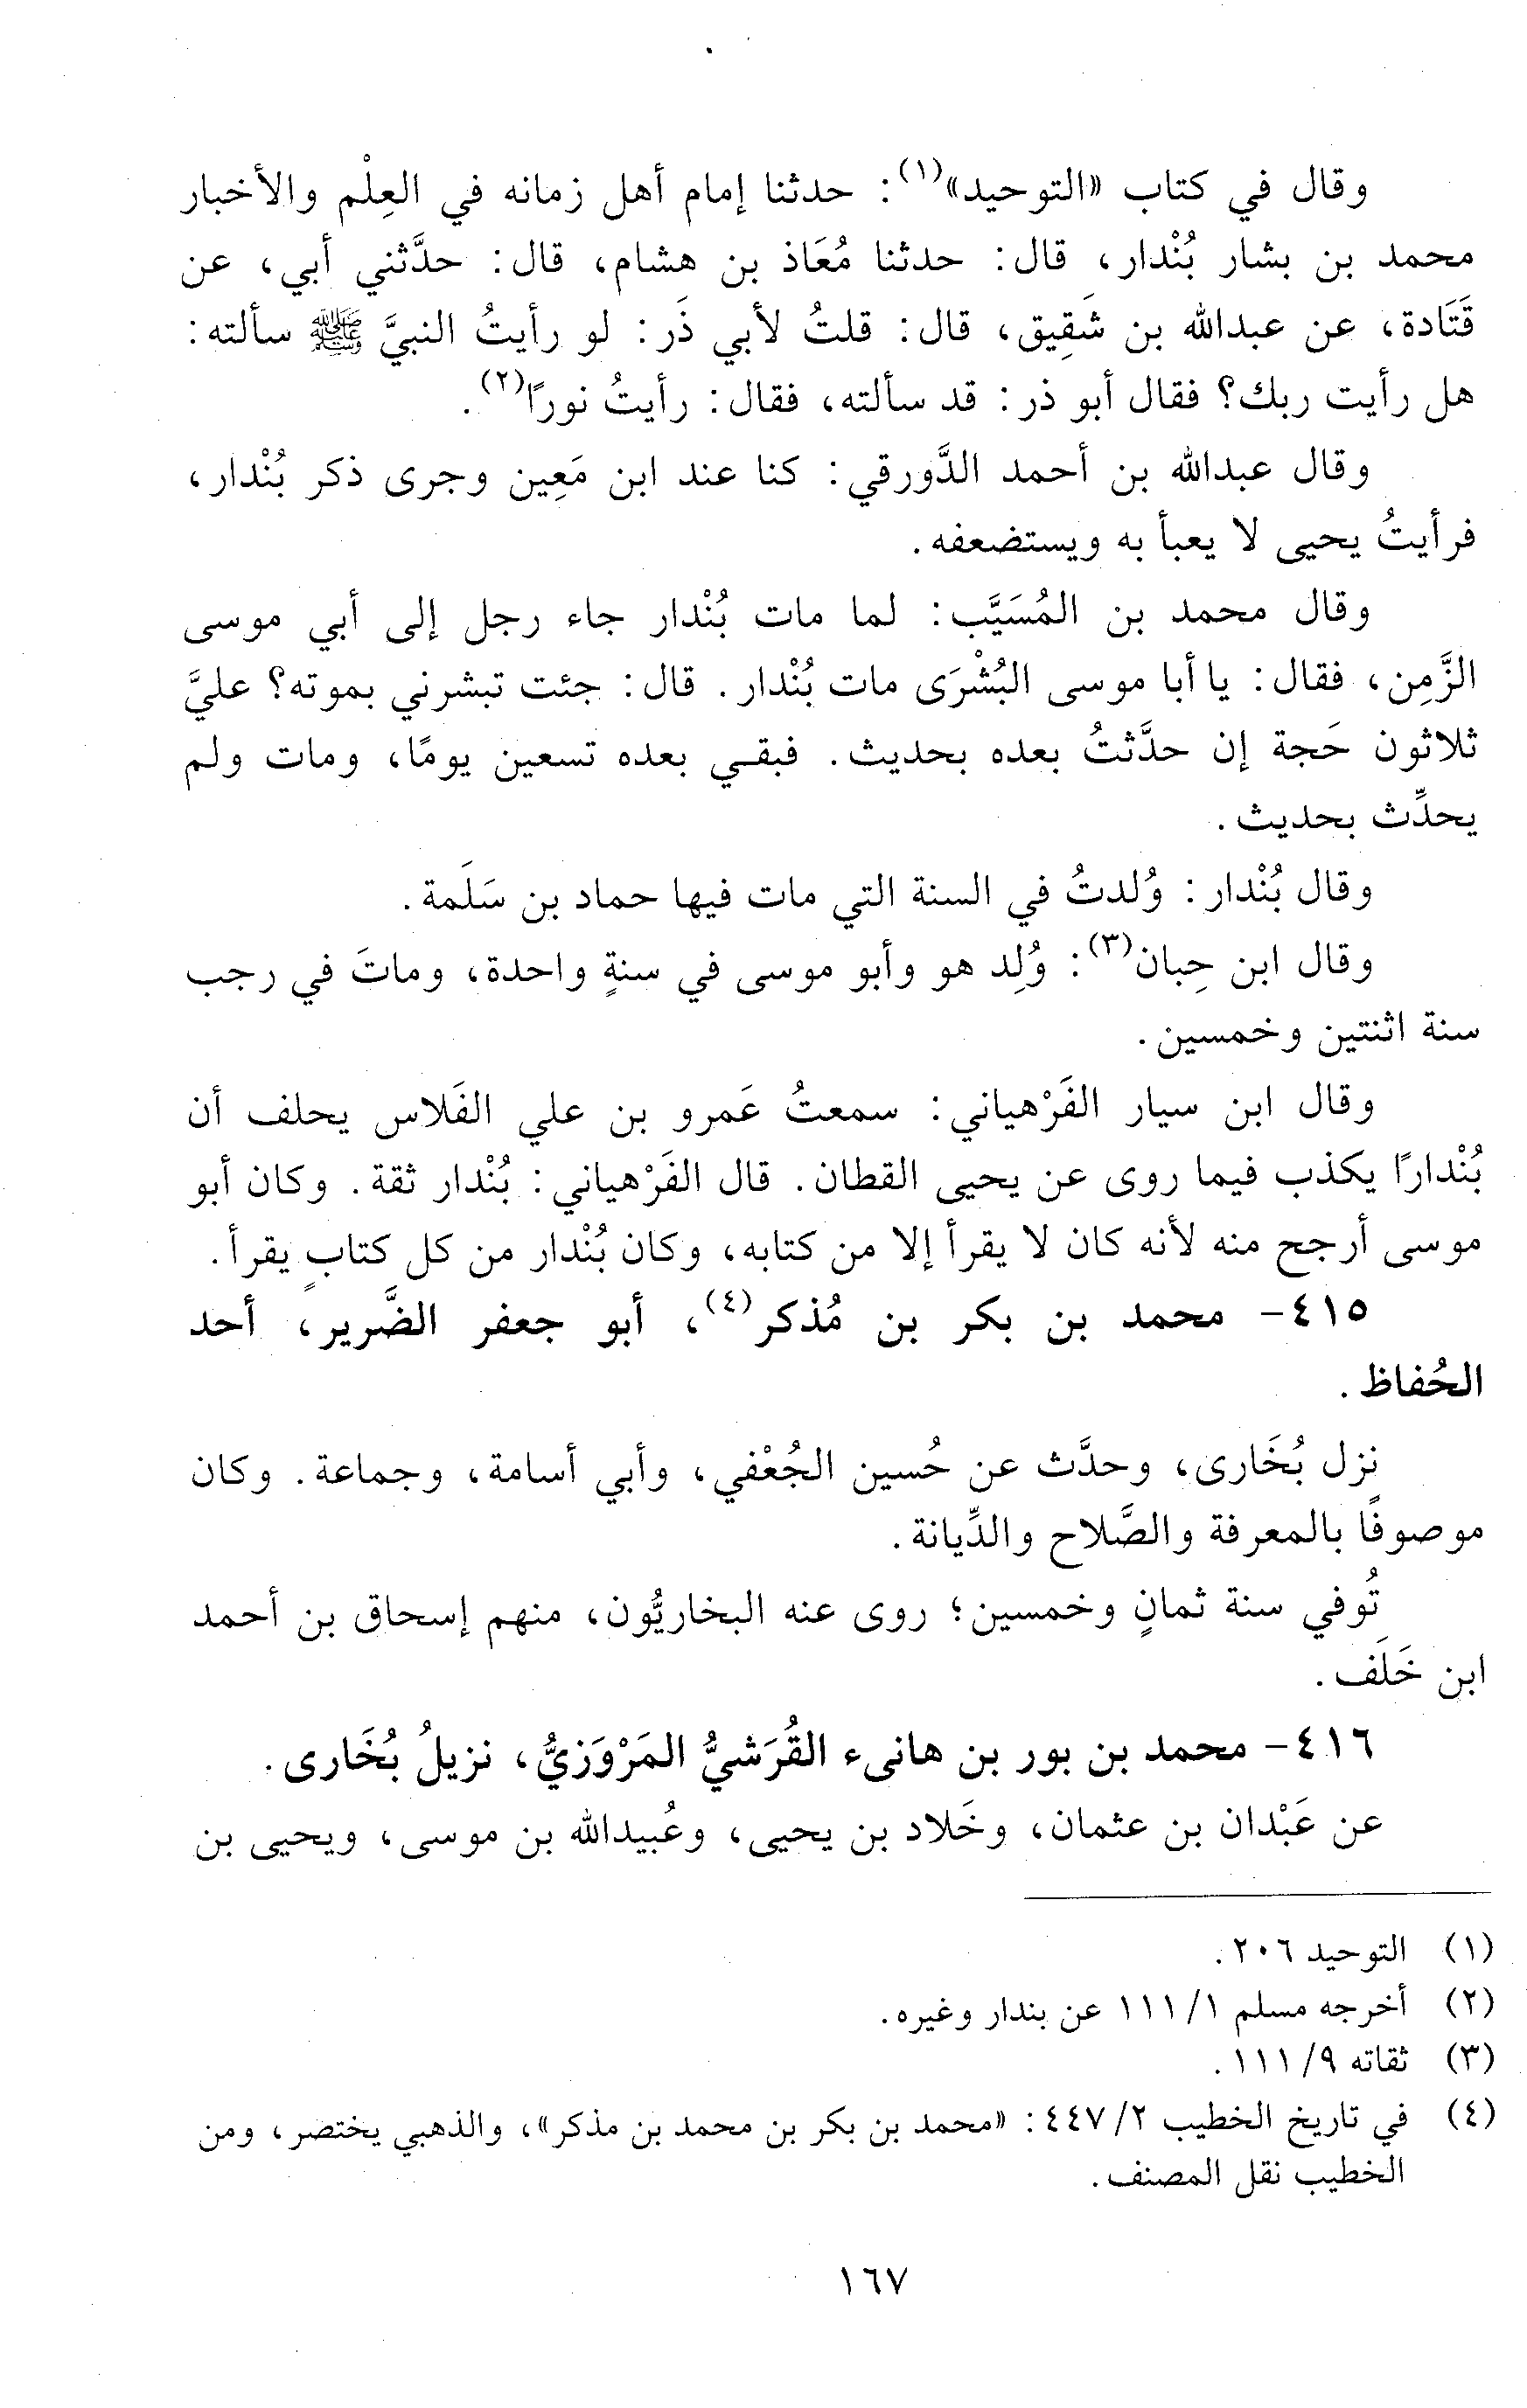 وقال في كتاب «التوحيد»(١): حدثنا إمام أهل زمانه في العِلْم والأخبار
محمد بن بشار بُنْدار، قال: حدثنا مُعَاذ بن هشام، قال: حدَّثني أبي، عن
قَتَادة، عن عبدالله بن شَقِيق، قال: قلتُ لأبي ذَر: لو رأيتُ النبيَّ ﷺ سألته:
هل رأيت ربك؟ فقال أبو ذر: قد سألته، فقال: رأيتُ نورًا(٢).
وقال عبدالله بن أحمد الدَّورقي: كنا عند ابن مَعِين وجرى ذكر بُنْدار،
فرأيتُ يحيى لا يعبأ به ويستضعفه.
وقال محمد بن المُسَيَّب: لما مات بُنْدار جاء رجل إلى أبي موسى
الزَّمِن، فقال: يا أبا موسى البُشْرَى مات بُنْدار. قال: جئت تبشرني بموته؟ عليَّ
ثلاثون حَجة إن حدَّثتُ بعده بحديث. فبقي بعده تسعين يومًا، ومات ولم
يحدِّث بحديث.
وقال بُنْدار: وُلدتُ في السنة التي مات فيها حماد بن سَلَمة.
وقال ابن حِبان(٣): وُلِد هو وأبو موسى في سنةٍ واحدة، وماتَ في رجب
سنة اثنتين وخمسين.
وقال ابن سيار الفَرْهياني: سمعتُ عَمرو بن علي الفَلاس يحلف أن
بُنْدارًا يكذب فيما روى عن يحيى القطان. قال الفَرْهياني: بُنْدار ثقة. وكان أبو
موسى أرجح منه لأنه كان لا يقرأ إلا من كتابه، وكان بُنْدار من كل كتابٍ يقرأ.
٤١٥- محمد بن بكر بن مُذكر(٤)، أبو جعفر الضَّرير، أحد
الحُفاظ.
نزل بُخَارى، وحدَّث عن حُسين الجُعْفي، وأبي أسامة، وجماعة. وكان
موصوفًا بالمعرفة والصَّلاح والدِّيانة.
تُوفي سنة ثمانٍ وخمسين؛ روى عنه البخاريُّون، منهم إسحاق بن أحمد
ابن خَلَف.
٤١٦- محمد بن بور بن هانىء القُرَشيُّ المَرْوَزيُّ، نزيلُ بُخَارى.
عن عَبْدان بن عثمان، وخَلاد بن يحيى، وعُبيدالله بن موسى، ويحيى بن
(١) التوحيد ٢٠٦.
(٢) أخرجه مسلم ١/ ١١١ عن بندار وغيره.
(٣) ثقاته ٩/ ١١١.
(٤) في تاريخ الخطيب ٢/ ٤٤٧: «محمد بن بكر بن محمد بن مذكر»، والذهبي يختصر، ومن
الخطيب نقل المصنف.
١٦٧